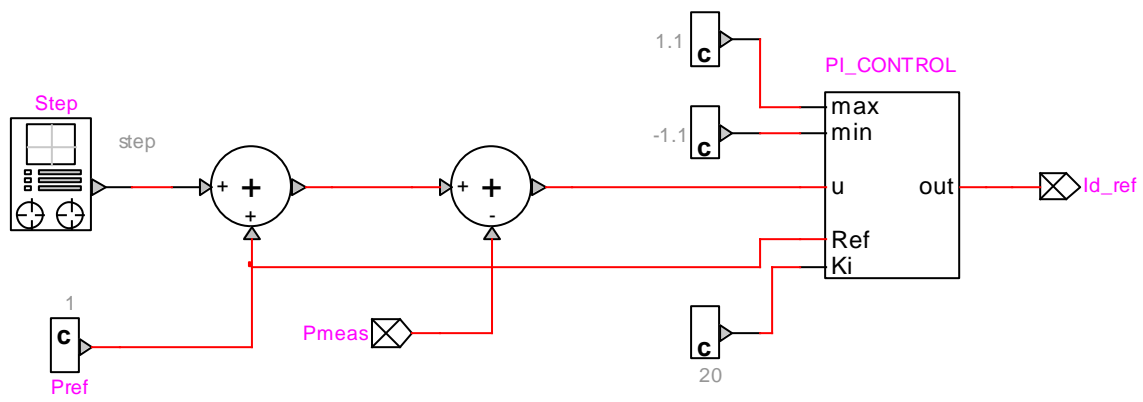 1.1
c
PI_CONTROL
Step
max
step
-1.1
c
min
+
+
+
+
u
out
Id_ref
+
-
Ref
Ki
1
c
Pmeas
c
Pref
20